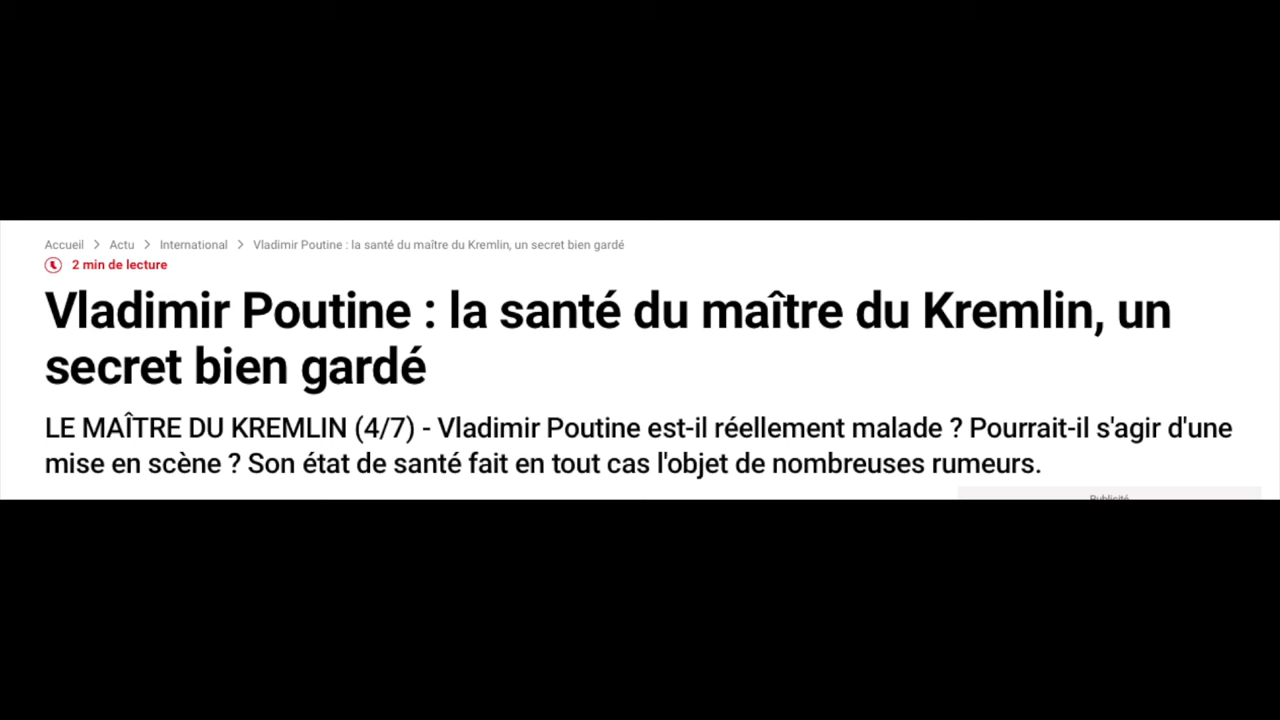 Accueil > Actu > International > Vladimir Poutine : la santé du maître du Kremlin, un secret bien gardé
2 min de lecture
Vladimir Poutine : la santé du maître du Kremlin, un
secret bien gardé
LE MAÎTRE DU KREMLIN (4/7) - Vladimir Poutine est-il réellement malade ? Pourrait-il s'agir d'une
mise en scène ? Son état de santé fait en tout cas l'objet de nombreuses rumeurs.
Publicité